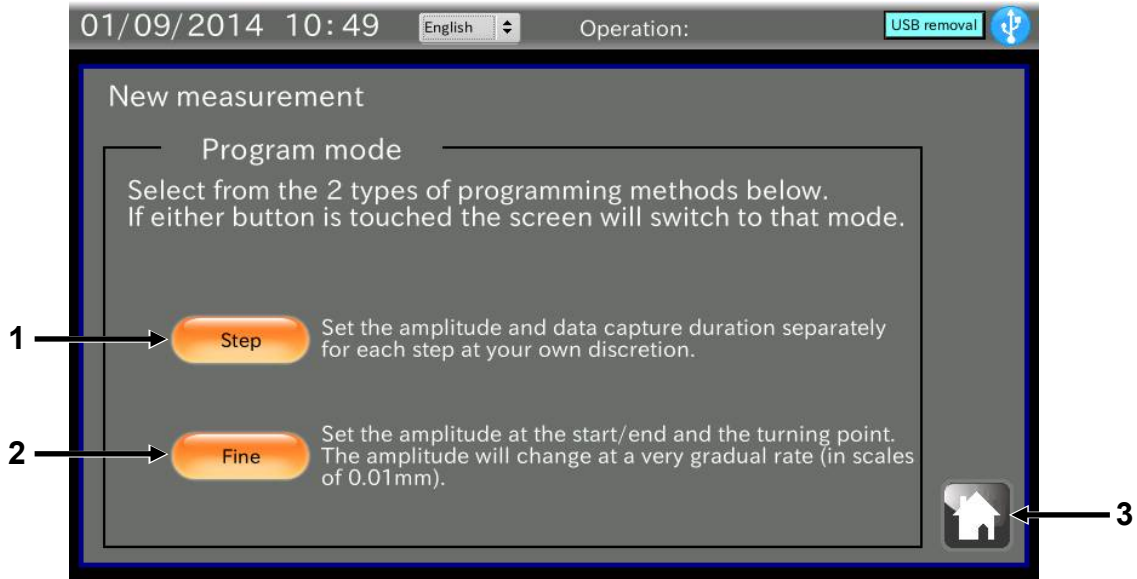 01/09/2014 10:49 English Operation: USB removal
New measurement
Program mode
Select from the 2 types of programming methods below.
If either button is touched the screen will switch to that mode.
1
Step
Set the amplitude and data capture duration separately
for each step at your own discretion.
2
Fine
Set the amplitude at the start/end and the turning point.
The amplitude will change at a very gradual rate (in scales
of 0.01mm).
3